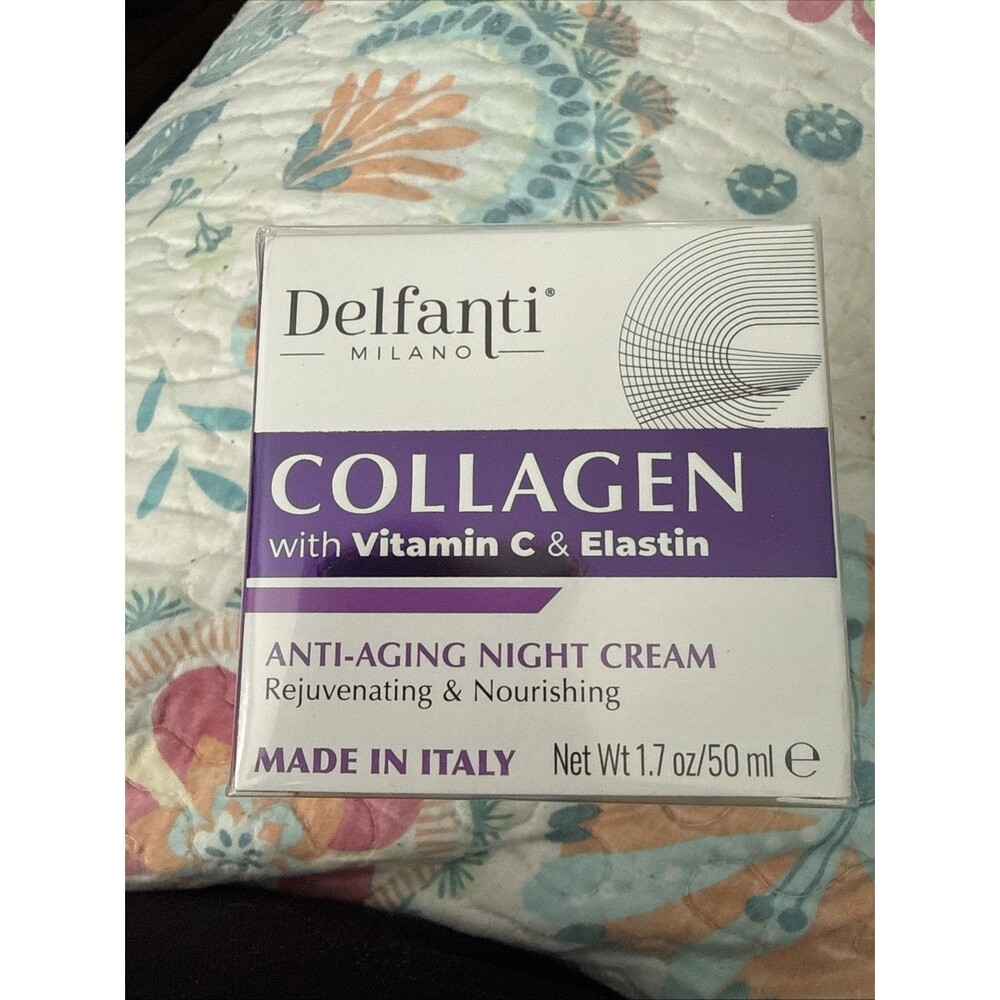 Delfanti®
MILANO
COLLAGEN
with Vitamin C & Elastin
ANTI-AGING NIGHT CREAM
Rejuvenating & Nourishing
MADE IN ITALY Net Wt 1.7 oz/50 ml ℮